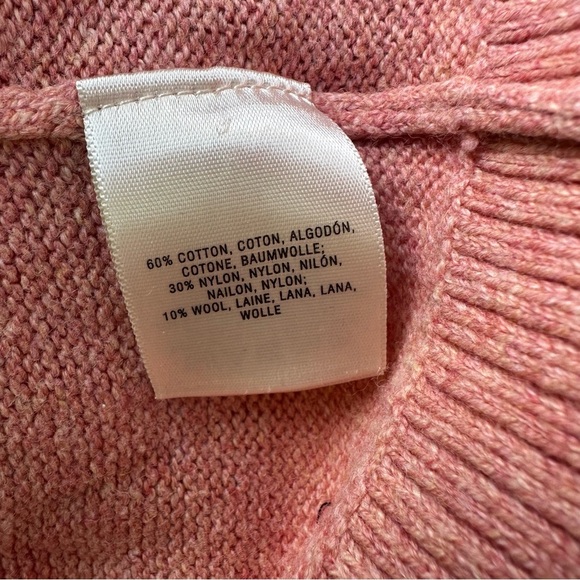 60% COTTON, COTON, ALGODÓN,
COTONE, BAUMWOLLE;
30% NYLON, NYLON, NILÓN,
NAILON, NYLON;
10% WOOL, LAINE, LANA, LANA,
WOLLE